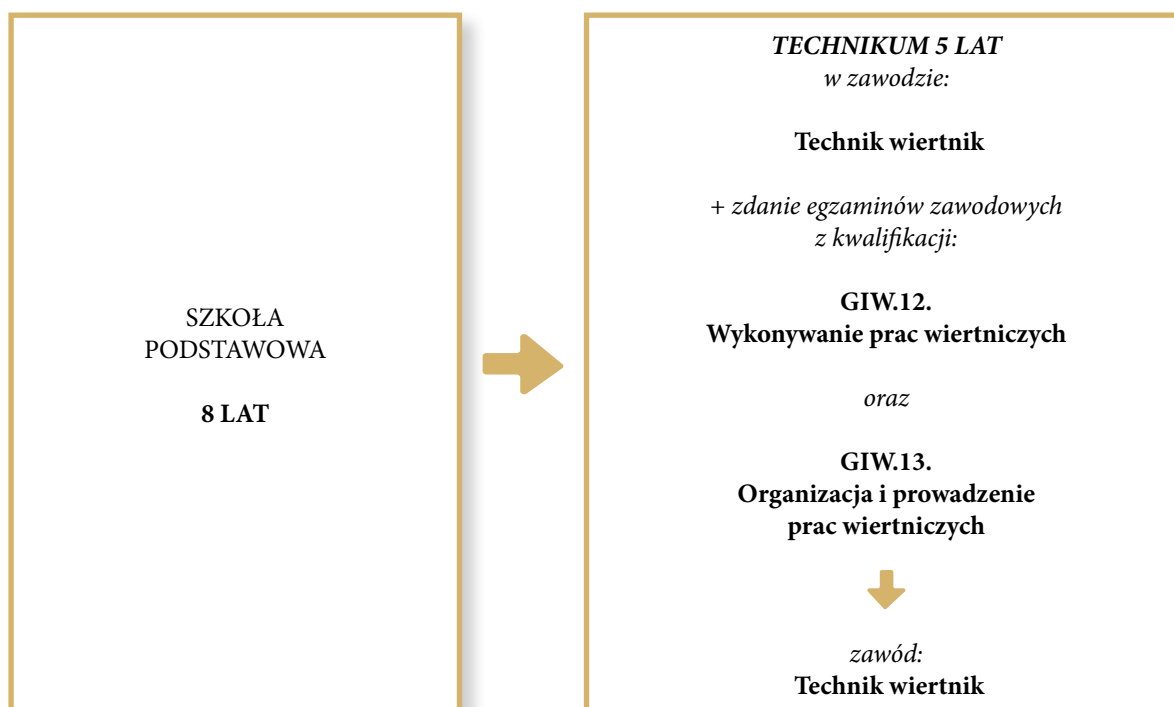 SZKOŁA
PODSTAWOWA
8 LAT
TECHNIKUM 5 LAT
w zawodzie:
Technik wiertnik
+ zdanie egzaminów zawodowych
z kwalifikacji:
GIW.12.
Wykonywanie prac wiertniczych
oraz
GIW.13.
Organizacja i prowadzenie
prac wiertniczych
zawód:
Technik wiertnik